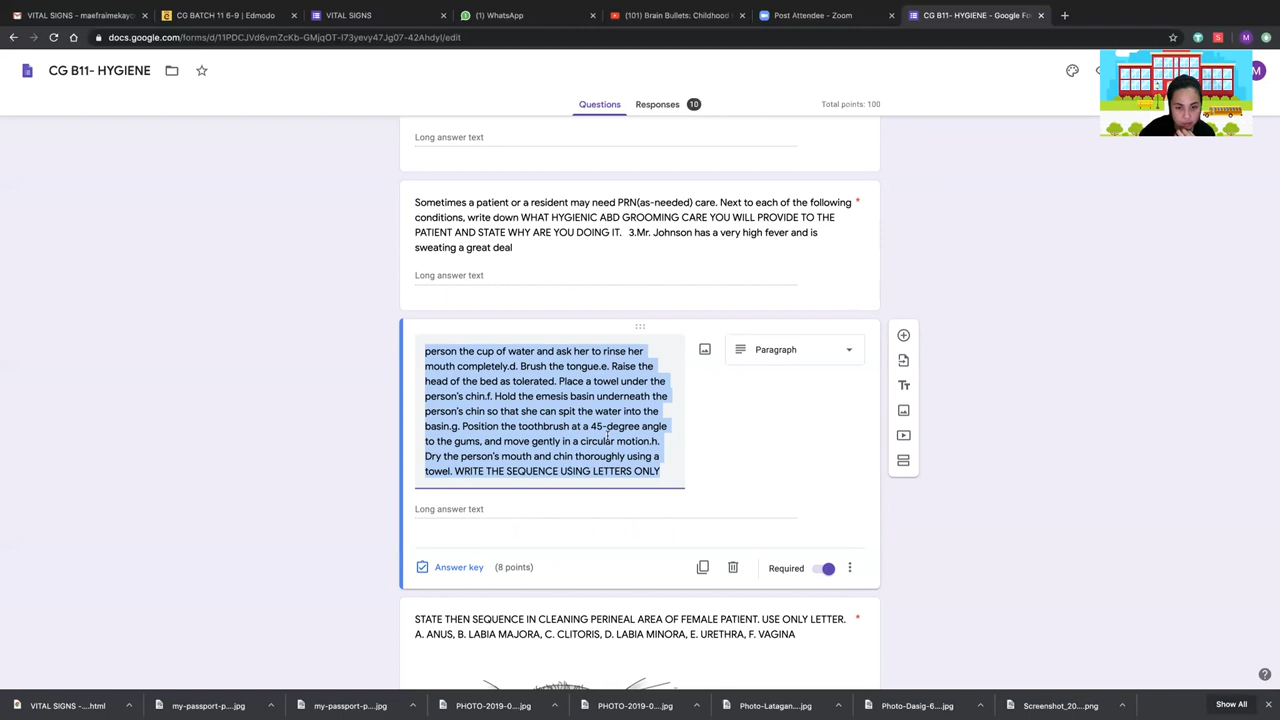 VITAL SIGNS - maefraimekayo
CG BATCH 11 6-9 | Edmodo
VITAL SIGNS
(1) WhatsApp
(101) Brain Bullets: Childhood
Post Attendee - Zoom
CG B11- HYGIENE - Google Fo
docs.google.com/forms/d/11PDCJVd6vmZcKb-GMjqOT-l73yevy47Jg07-42Ahdyl/edit
CG B11- HYGIENE
Questions
Responses 10
Total points: 100
Long answer text
Sometimes a patient or a resident may need PRN(as-needed) care. Next to each of the following *
conditions, write down WHAT HYGIENIC ABD GROOMING CARE YOU WILL PROVIDE TO THE
PATIENT AND STATE WHY ARE YOU DOING IT. 3.Mr. Johnson has a very high fever and is
sweating a great deal
Long answer text
person the cup of water and ask her to rinse her
mouth completely.d. Brush the tongue.e. Raise the
head of the bed as tolerated. Place a towel under the
person's chin.f. Hold the emesis basin underneath the
person's chin so that she can spit the water into the
basin.g. Position the toothbrush at a 45-degree angle
to the gums, and move gently in a circular motion.h.
Dry the person's mouth and chin thoroughly using a
towel. WRITE THE SEQUENCE USING LETTERS ONLY
Paragraph
Long answer text
Answer key (8 points)
Required
STATE THEN SEQUENCE IN CLEANING PERINEAL AREA OF FEMALE PATIENT. USE ONLY LETTER. *
A. ANUS, B. LABIA MAJORA, C. CLITORIS, D. LABIA MINORA, E. URETHRA, F. VAGINA
VITAL SIGNS -....html
my-passport-p....jpg
my-passport-p....jpg
PHOTO-2019-0....jpg
PHOTO-2019-0....jpg
Photo-Latagan....jpg
Photo-Dasig-6....jpg
Screenshot_20....png
Show All